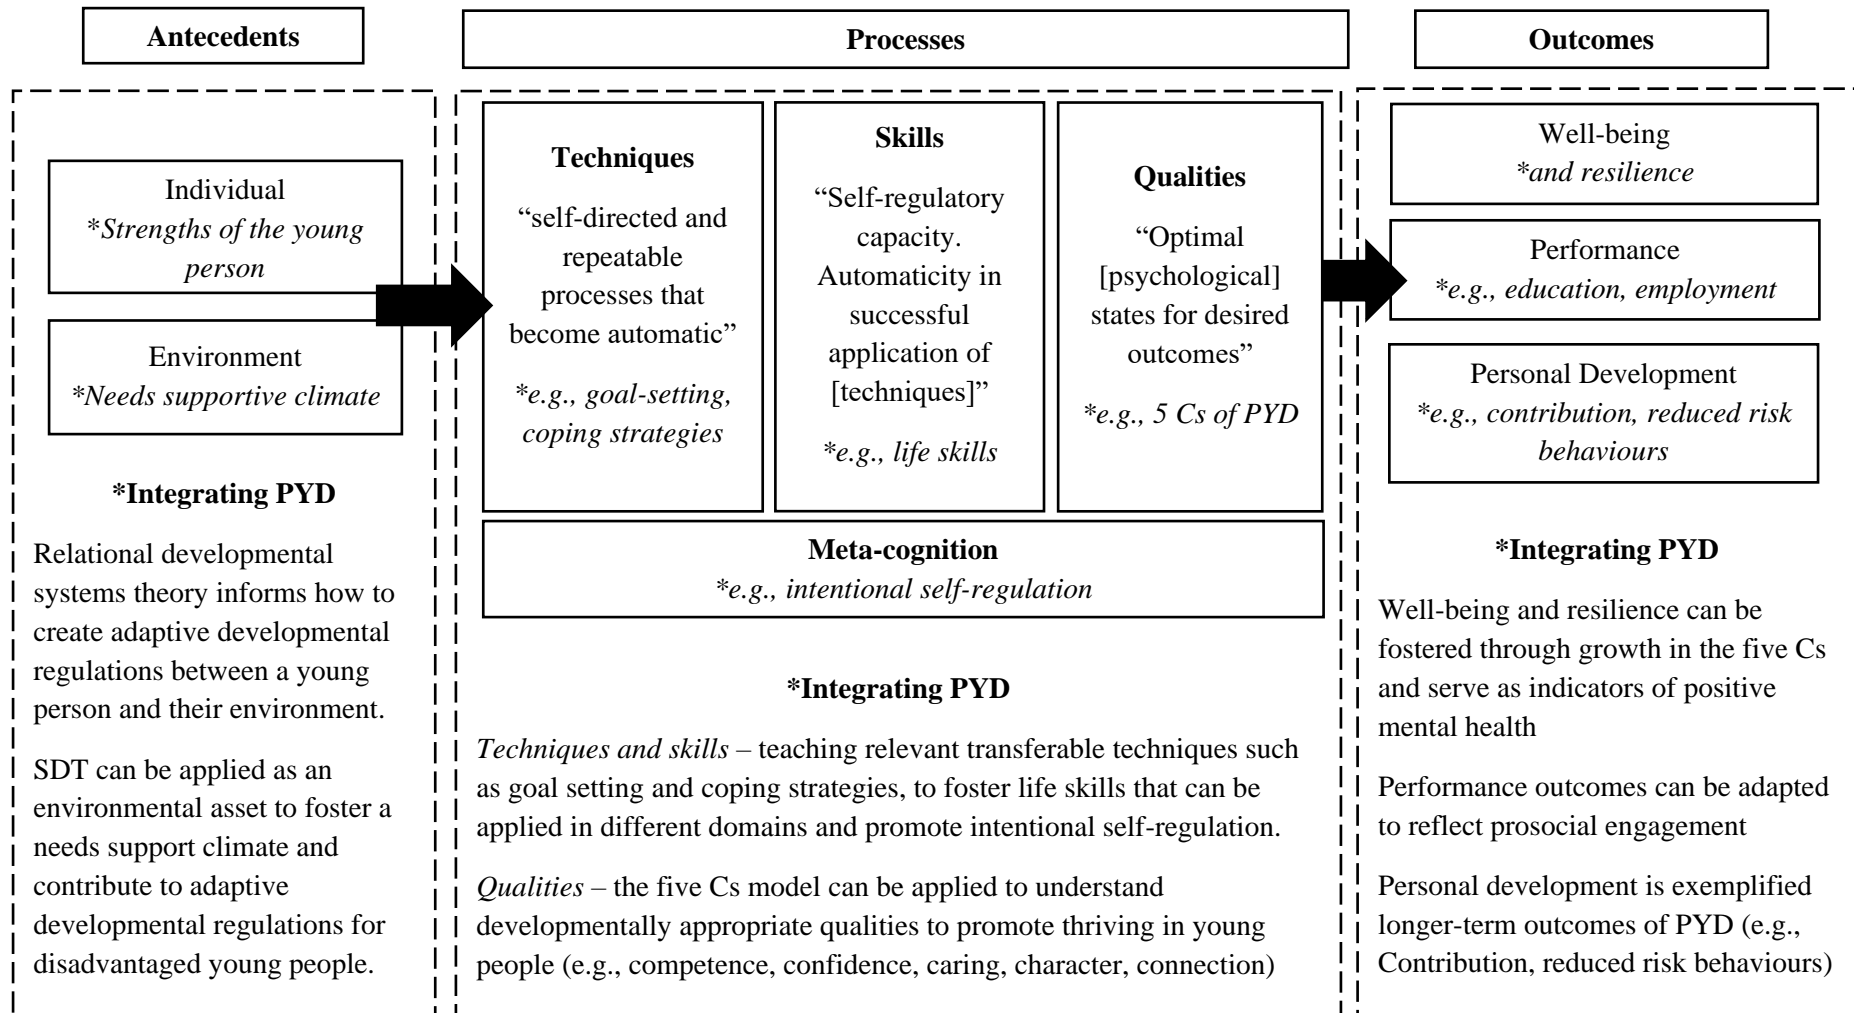 Antecedents
Processes
Outcomes
Individual
*Strengths of the young
person
Environment
*Needs supportive climate
*Integrating PYD
Relational developmental
systems theory informs how to
create adaptive developmental
regulations between a young
person and their environment.
SDT can be applied as an
environmental asset to foster a
needs support climate and
contribute to adaptive
developmental regulations for
disadvantaged young people.
Techniques
“self-directed and
repeatable
processes that
become automatic”
*e.g., goal-setting,
coping strategies
Skills
“Self-regulatory
capacity.
Automaticity in
successful
application of
[techniques]”
*e.g., life skills
Qualities
“Optimal
[psychological]
states for desired
outcomes”
*e.g., 5 Cs of PYD
Meta-cognition
*e.g., intentional self-regulation
*Integrating PYD
Techniques and skills – teaching relevant transferable techniques such
as goal setting and coping strategies, to foster life skills that can be
applied in different domains and promote intentional self-regulation.
Qualities – the five Cs model can be applied to understand
developmentally appropriate qualities to promote thriving in young
people (e.g., competence, confidence, caring, character, connection)
Well-being
*and resilience
Performance
*e.g., education, employment
Personal Development
*e.g., contribution, reduced risk
behaviours
*Integrating PYD
Well-being and resilience can be
fostered through growth in the five Cs
and serve as indicators of positive
mental health
Performance outcomes can be adapted
to reflect prosocial engagement
Personal development is exemplified
longer-term outcomes of PYD (e.g.,
Contribution, reduced risk behaviours)